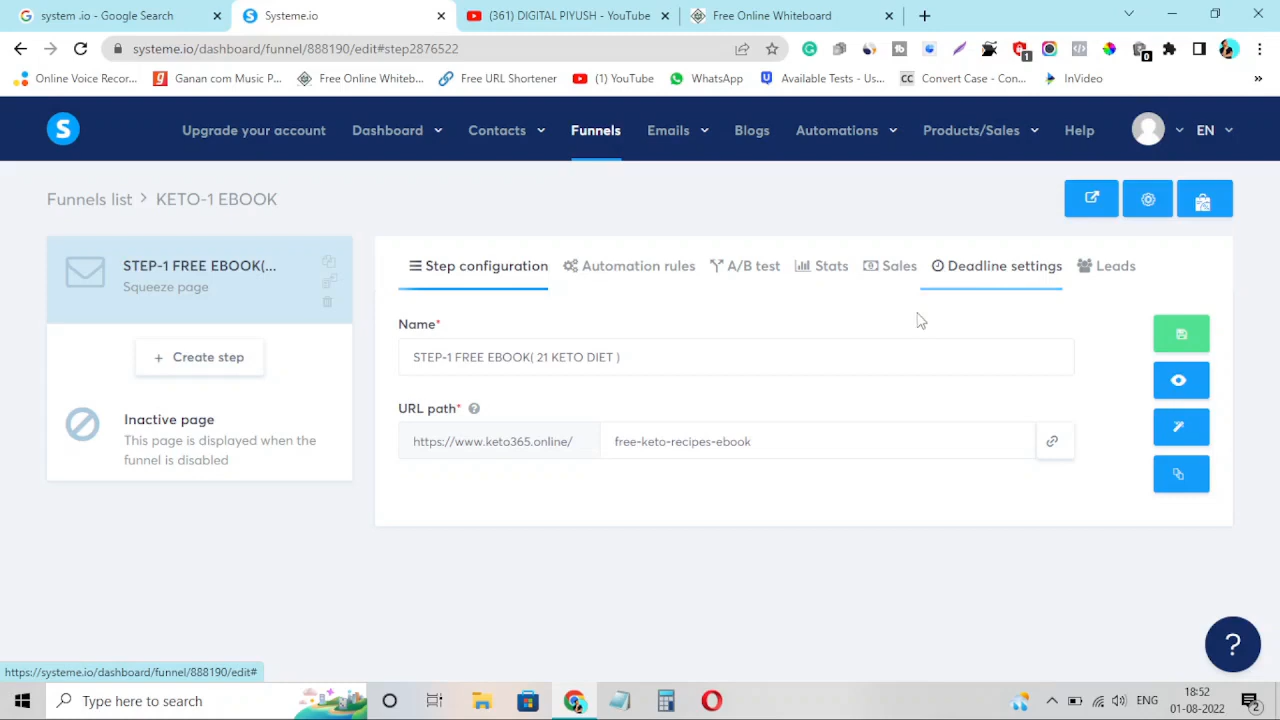 system .io - Google Search
Systeme.io
(361) DIGITAL PIYUSH - YouTube
Free Online Whiteboard
systeme.io/dashboard/funnel/888190/edit#step2876522
Online Voice Recor...
Ganan com Music P...
Free Online Whiteb...
Free URL Shortener
(1) YouTube
WhatsApp
Available Tests - Us...
CC
Convert Case - Con...
InVideo
»
S
Upgrade your account
Dashboard
Contacts
Funnels
Emails
Blogs
Automations
Products/Sales
Help
EN
Funnels list > KETO-1 EBOOK
STEP-1 FREE EBOOK(...
Squeeze page
+ Create step
Inactive page
This page is displayed when the
funnel is disabled
Step configuration
Automation rules
A/B test
Stats
Sales
Deadline settings
Leads
Name*
STEP-1 FREE EBOOK( 21 KETO DIET )
URL path*
https://www.keto365.online/
free-keto-recipes-ebook
?
https://systeme.io/dashboard/funnel/888190/edit#
Type here to search
ENG
18:52
01-08-2022
2